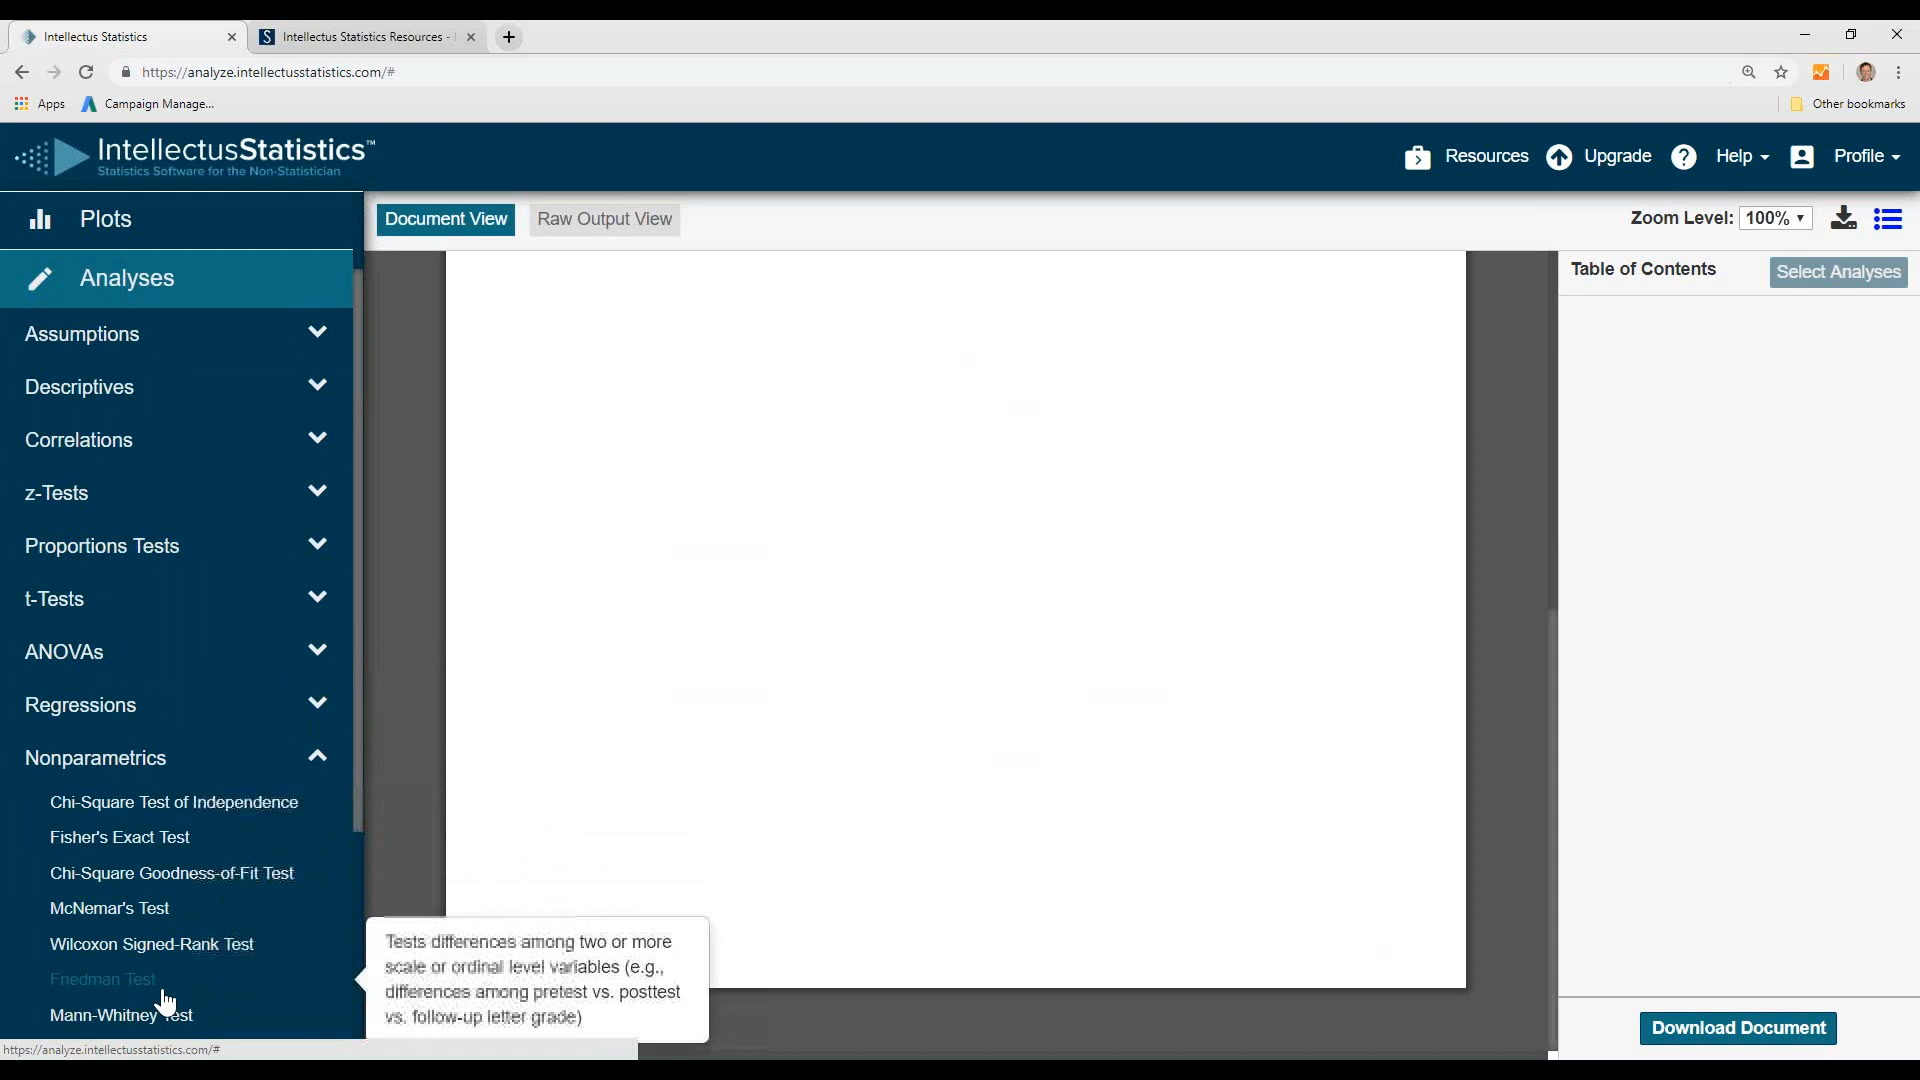 Intellectus Statistics
Intellectus Statistics Resources -
https://analyze.intellectusstatistics.com/#
Apps
Campaign Manage...
Other bookmarks
IntellectusStatistics™
Statistics Software for the Non-Statistician
Resources
Upgrade
Help
Profile
Plots
Document View
Raw Output View
Zoom Level: 100%
Analyses
Table of Contents
Select Analyses
Assumptions
Descriptives
Correlations
z-Tests
Proportions Tests
t-Tests
ANOVAs
Regressions
Nonparametrics
Chi-Square Test of Independence
Fisher's Exact Test
Chi-Square Goodness-of-Fit Test
McNemar's Test
Wilcoxon Signed-Rank Test
Friedman Test
Mann-Whitney Test
Tests differences among two or more
scale or ordinal level variables (e.g.,
differences among pretest vs. posttest
vs. follow-up letter grade)
Download Document
https://analyze.intellectusstatistics.com/#